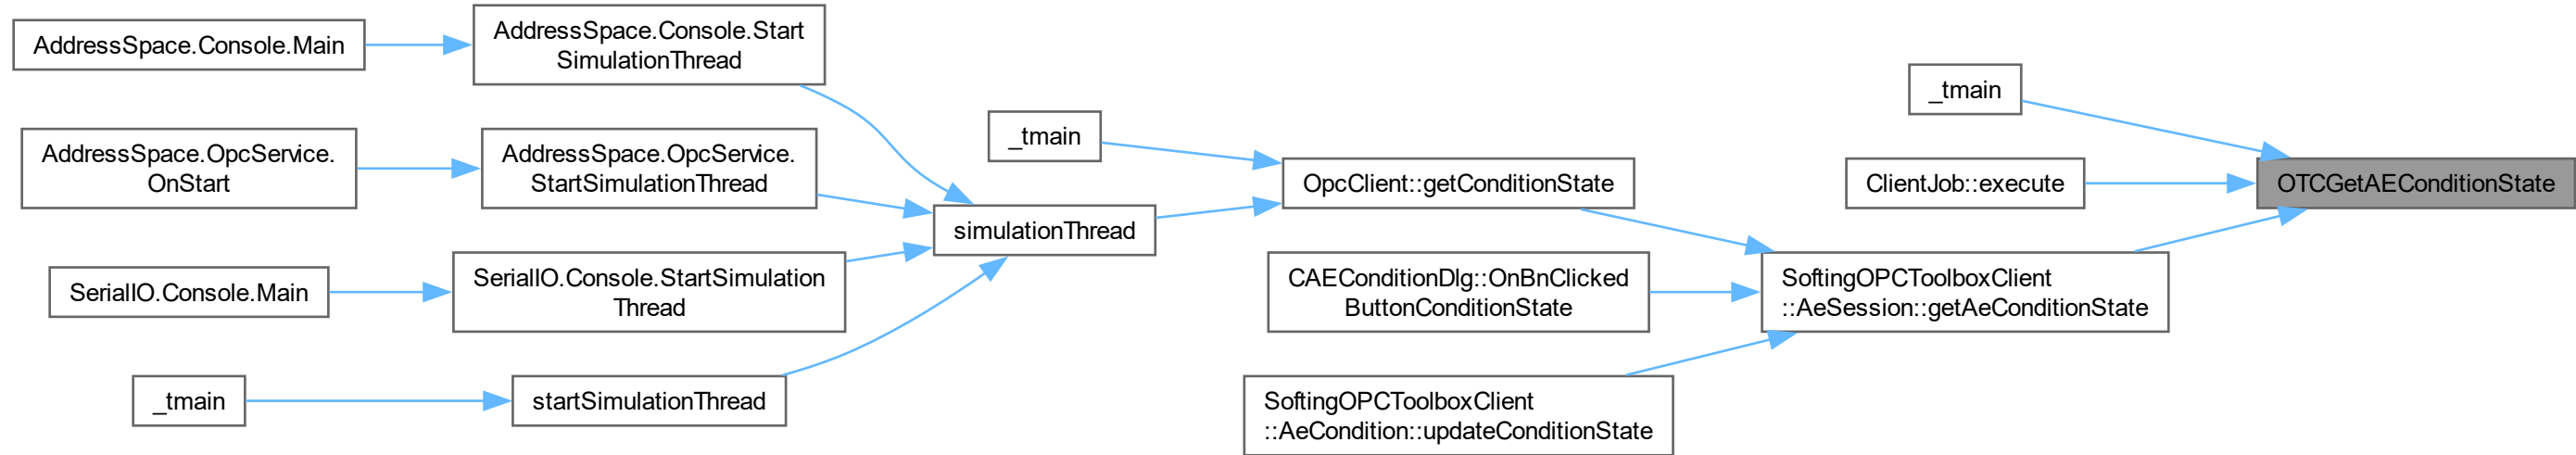 AddressSpace.Console.Main
AddressSpace.Console.Start
SimulationThread
AddressSpace.OpcService.
OnStart
AddressSpace.OpcService.
StartSimulationThread
SerialIO.Console.Main
SerialIO.Console.StartSimulation
Thread
_tmain
startSimulationThread
simulationThread
_tmain
OpcClient::getConditionState
CAEConditionDlg::OnBnClicked
ButtonConditionState
SoftingOPCToolboxClient
::AeCondition::updateConditionState
_tmain
ClientJob::execute
SoftingOPCToolboxClient
::AeSession::getAeConditionState
OTCGetAEConditionState